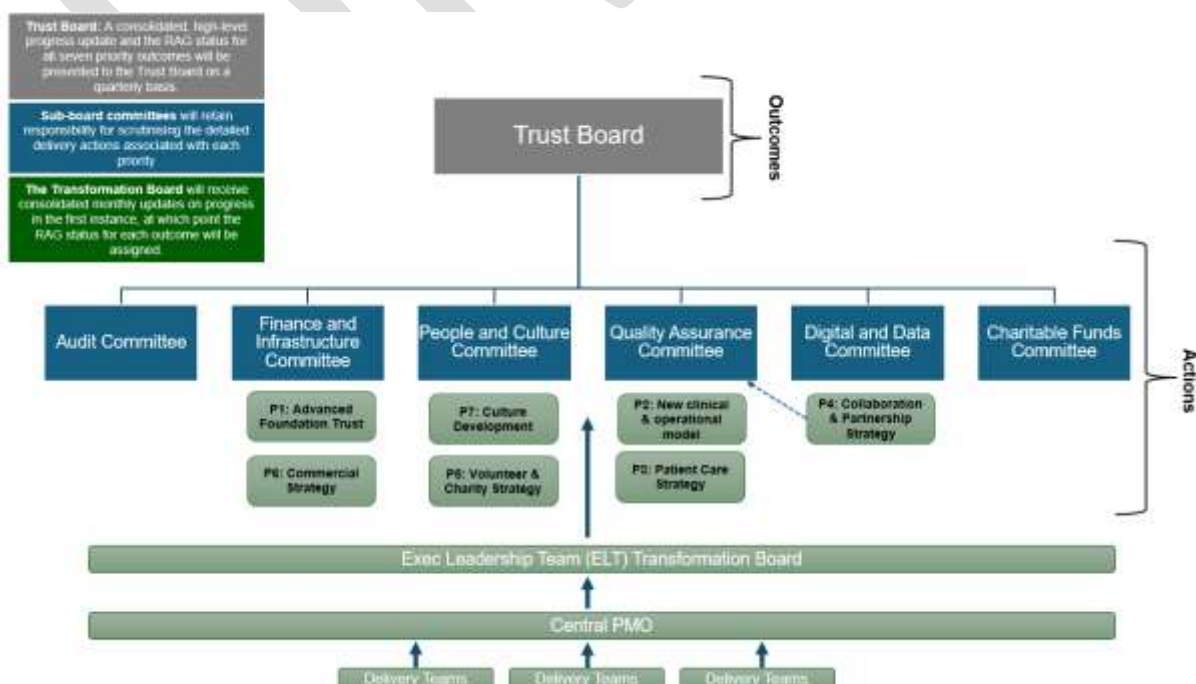 Trust Board: A consolidated, high-level
progress update and the RAG status for
all seven priority outcomes will be
presented to the Trust Board on a
quarterly basis.
Sub-board committees will retain
responsibility for scrutinising the detailed
delivery actions associated with each
priority
The Transformation Board will receive
consolidated monthly updates on progress
in the first instance, at which point the
RAG status for each outcome will be
assigned.
Trust Board
Outcomes
Audit Committee
Finance and
Infrastructure
Committee
People and Culture
Committee
Quality Assurance
Committee
Digital and Data
Committee
Charitable Funds
Committee
Actions
P1: Advanced
Foundation Trust
P7: Culture
Development
P2: New clinical
& operational
model
P4: Collaboration
& Partnership
Strategy
Commercial
Strategy
Volunteer &
Charity Strategy
Patient Care
Strategy
Exec Leadership Team (ELT) Transformation Board
Central PMO
Delivery Teams
Delivery Teams
Delivery Teams